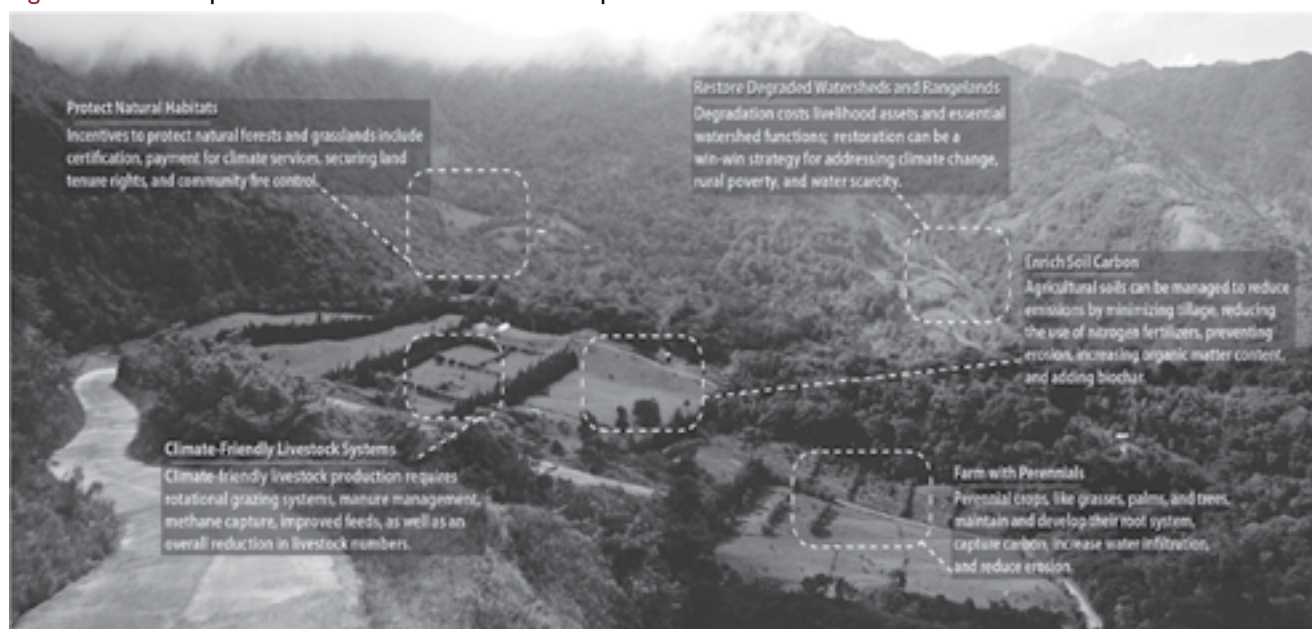 Protect Natural Habitats
Incentives to protect natural forests and grasslands include
certification, payment for climate services, securing land
tenure rights, and community fire control.
Restore Degraded Watersheds and Rangelands
Degradation costs livelihood assets and essential
watershed functions; restoration can be a
win-win strategy for addressing climate change,
rural poverty, and water scarcity.
Enrich Soil Carbon
Agricultural soils can be managed to reduce
emissions by minimizing tillage, reducing
the use of nitrogen fertilizers, preventing
erosion, increasing organic matter content,
and adding biochar.
Climate-Friendly Livestock Systems
Climate-friendly livestock production requires
rotational grazing systems, manure management,
methane capture, improved feeds, as well as an
overall reduction in livestock numbers.
Farm with Perennials
Perennial crops, like grasses, palms, and trees,
maintain and develop their root system,
capture carbon, increase water infiltration,
and reduce erosion.